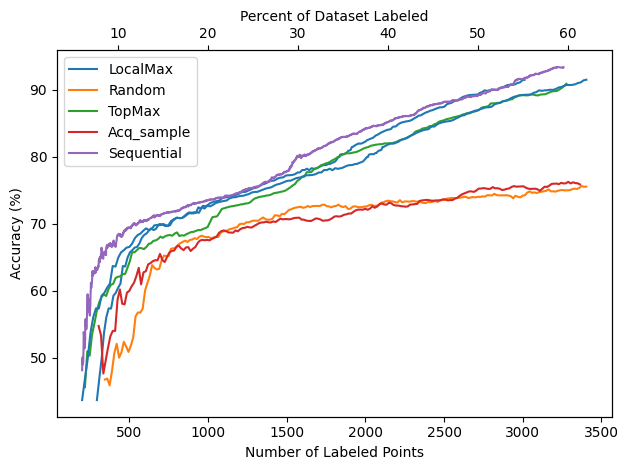 Percent of Dataset Labeled
10 20 30 40 50 60
LocalMax
Random
TopMax
Acq_sample
Sequential
90
80
70
60
50
Accuracy (%)
500 1000 1500 2000 2500 3000 3500
Number of Labeled Points